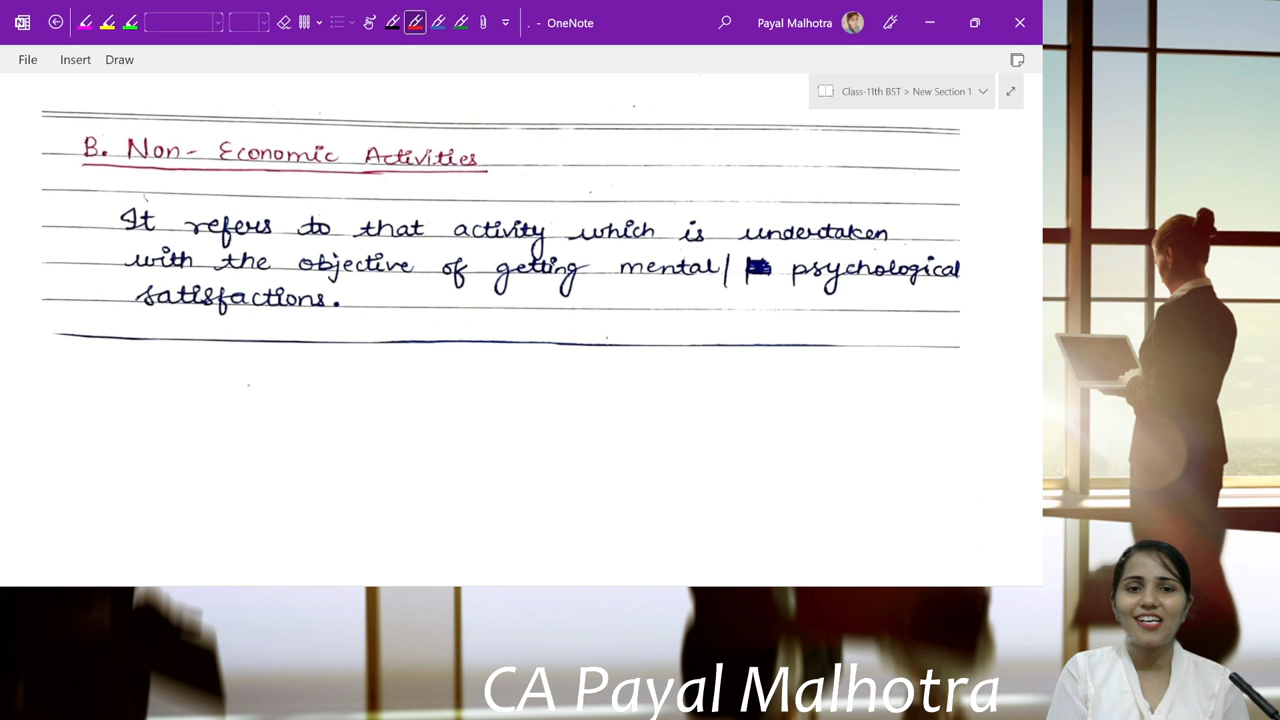 . - OneNote
Payal Malhotra
File Insert Draw
Class-11th BST > New Section 1
B. Non- Economic Activities
It refers to that activity which is undertaken
with the objective of getting mental/ psychological
satisfactions.
CA Payal Malhotra